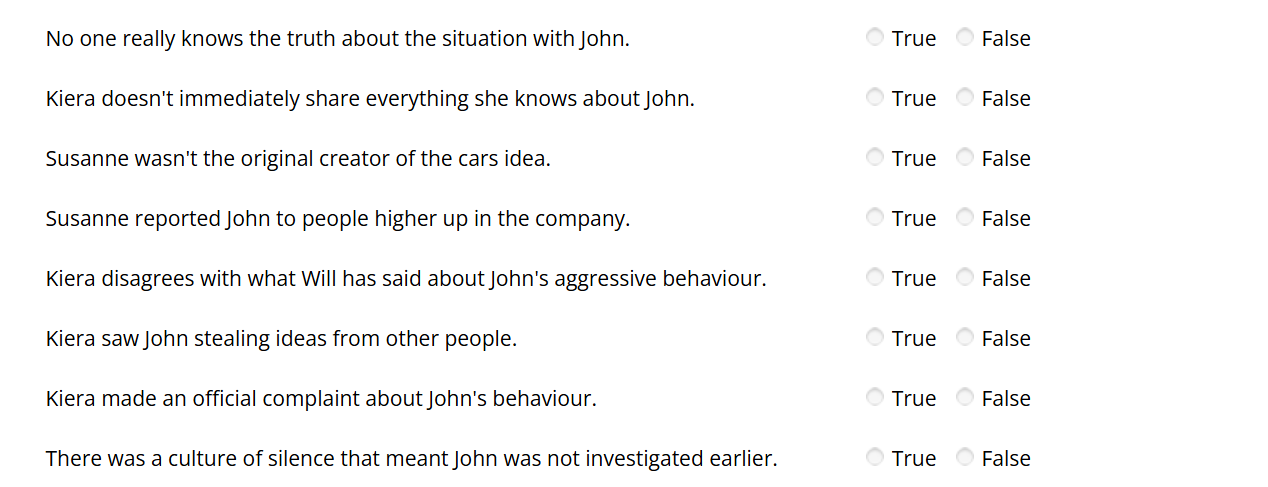 No one really knows the truth about the situation with John. True False
Kiera doesn't immediately share everything she knows about John. True False
Susanne wasn't the original creator of the cars idea. True False
Susanne reported John to people higher up in the company. True False
Kiera disagrees with what Will has said about John's aggressive behaviour. True False
Kiera saw John stealing ideas from other people. True False
Kiera made an official complaint about John's behaviour. True False
There was a culture of silence that meant John was not investigated earlier. True False